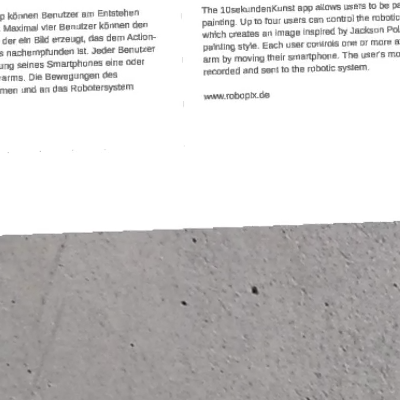 p können Benutzer am Entstehen
Maximal vier Benutzer können den
der ein Bild erzeugt, das dem Action-
s nachempfunden ist. Jeder Benutzer
ung seines Smartphones eine oder
arms. Die Bewegungen des
men und an das Robotersystem
The 10sekundenKunst app allows users to be pa
painting. Up to four users can control the robotic
which creates an image inspired by Jackson Pol
painting style. Each user controls one or more a
arm by moving their smartphone. The user's mo
recorded and sent to the robotic system.
www.robopix.de